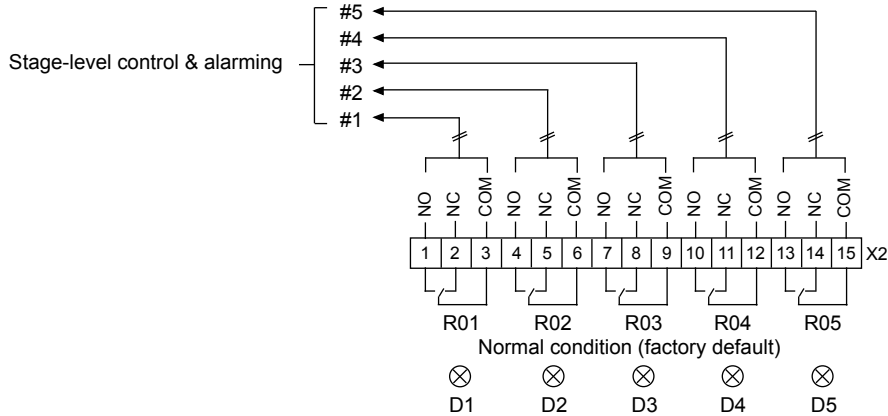 #5
#4
Stage-level control & alarming
#3
#2
#1
NO NC COM NO NC COM NO NC COM NO NC COM NO NC COM
1 2 3 4 5 6 7 8 9 10 11 12 13 14 15 X2
R01 R02 R03 R04 R05
Normal condition (factory default)
D1 D2 D3 D4 D5